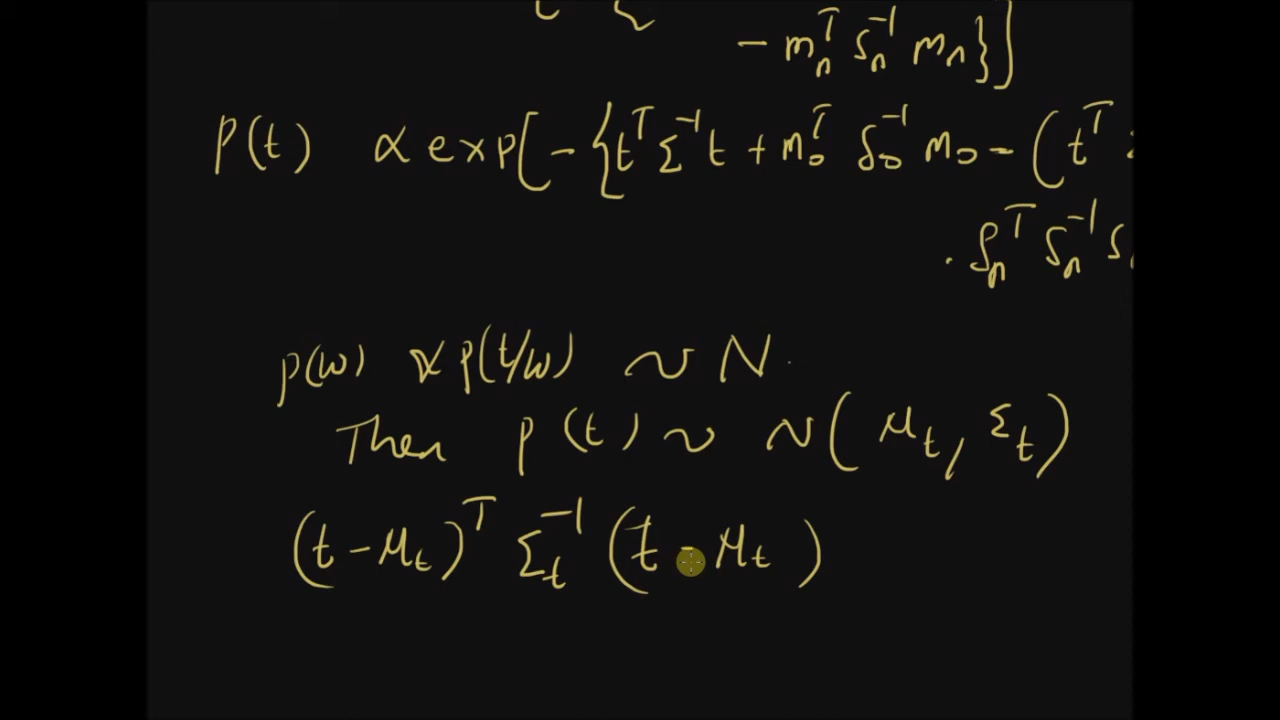 - m_n^T S_n^{-1} m_n}]
P(t) ∝ exp[-{t^T Σ^{-1} t + m_0^T S_0^{-1} m_0 - (t^T
. S_n^T S_n^{-1} S
p(w) ∝ p(t/w) ~ N.
Then p(t) ~ N(μ_t, Σ_t)
(t - μ_t)^T Σ_t^{-1} (t - μ_t)